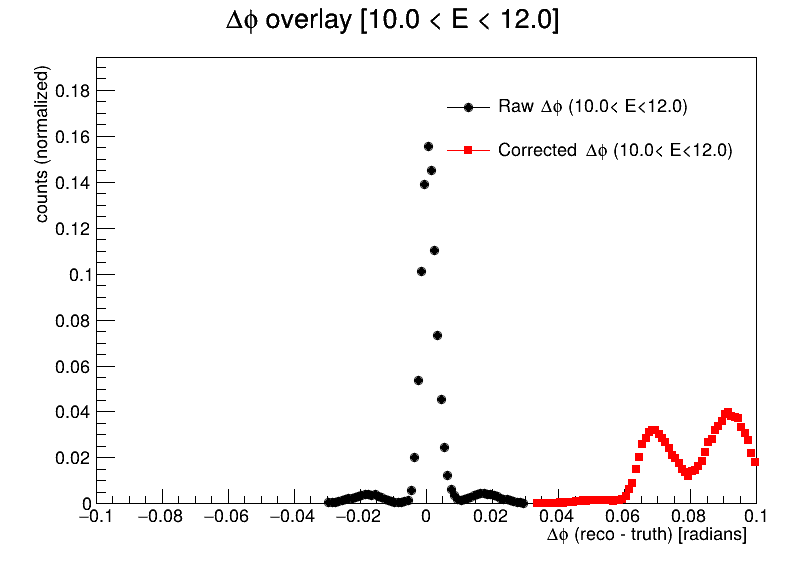 Δϕ overlay [10.0 < E < 12.0]
counts (normalized)
0.18
0.16
0.14
0.12
0.1
0.08
0.06
0.04
0.02
0
Raw Δϕ (10.0< E<12.0)
Corrected Δϕ (10.0< E<12.0)
−0.1 −0.08 −0.06 −0.04 −0.02 0 0.02 0.04 0.06 0.08 0.1
Δϕ (reco - truth) [radians]